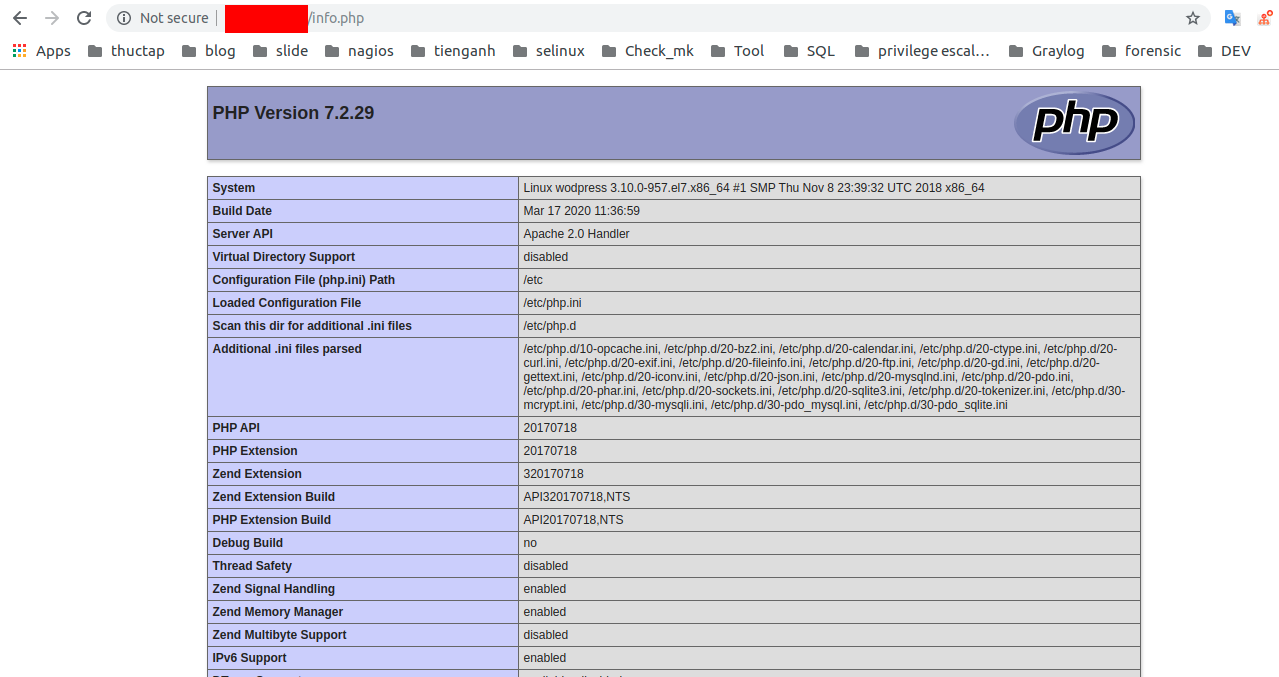 Not secure | /info.php
Apps thuctap blog slide nagios tienganh selinux Check_mk Tool SQL privilege escal... Graylog forensic DEV
PHP Version 7.2.29
php
System Linux wodpress 3.10.0-957.el7.x86_64 #1 SMP Thu Nov 8 23:39:32 UTC 2018 x86_64
Build Date Mar 17 2020 11:36:59
Server API Apache 2.0 Handler
Virtual Directory Support disabled
Configuration File (php.ini) Path /etc
Loaded Configuration File /etc/php.ini
Scan this dir for additional .ini files /etc/php.d
Additional .ini files parsed /etc/php.d/10-opcache.ini, /etc/php.d/20-bz2.ini, /etc/php.d/20-calendar.ini, /etc/php.d/20-ctype.ini, /etc/php.d/20-
curl.ini, /etc/php.d/20-exif.ini, /etc/php.d/20-fileinfo.ini, /etc/php.d/20-ftp.ini, /etc/php.d/20-gd.ini, /etc/php.d/20-
gettext.ini, /etc/php.d/20-iconv.ini, /etc/php.d/20-json.ini, /etc/php.d/20-mysqlnd.ini, /etc/php.d/20-pdo.ini,
/etc/php.d/20-phar.ini, /etc/php.d/20-sockets.ini, /etc/php.d/20-sqlite3.ini, /etc/php.d/20-tokenizer.ini, /etc/php.d/30-
mcrypt.ini, /etc/php.d/30-mysqli.ini, /etc/php.d/30-pdo_mysql.ini, /etc/php.d/30-pdo_sqlite.ini
PHP API 20170718
PHP Extension 20170718
Zend Extension 320170718
Zend Extension Build API320170718,NTS
PHP Extension Build API20170718,NTS
Debug Build no
Thread Safety disabled
Zend Signal Handling enabled
Zend Memory Manager enabled
Zend Multibyte Support disabled
IPv6 Support enabled